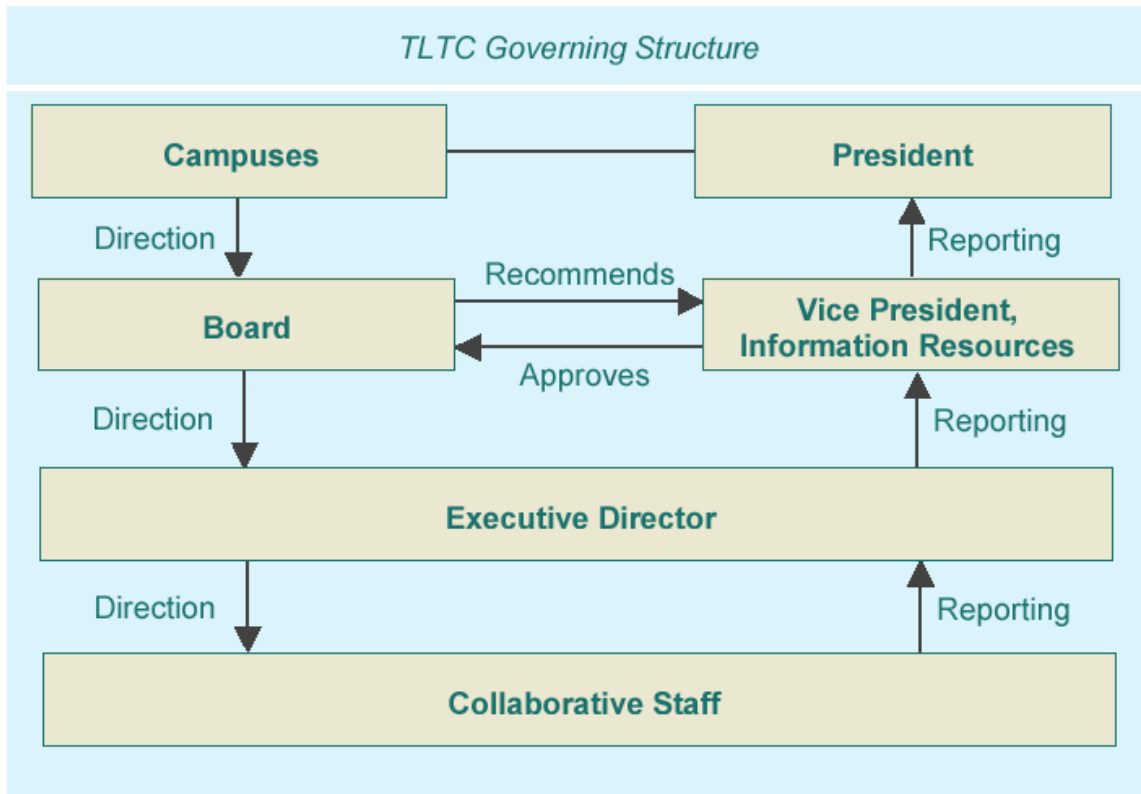 TLTC Governing Structure
Campuses
President
Direction
Reporting
Recommends
Board
Vice President,
Information Resources
Approves
Direction
Reporting
Executive Director
Direction
Reporting
Collaborative Staff